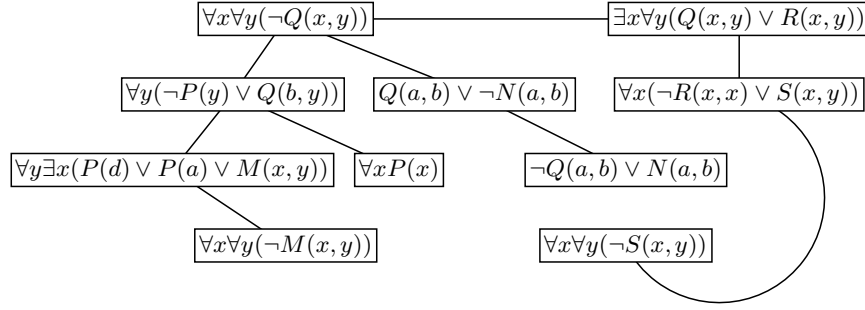 ∀x∀y(¬Q(x, y)) ∃x∀y(Q(x, y) ∨ R(x, y))
∀y(¬P(y) ∨ Q(b, y)) Q(a, b) ∨ ¬N(a, b) ∀x(¬R(x, x) ∨ S(x, y))
∀y∃x(P(d) ∨ P(a) ∨ M(x, y)) ∀xP(x) ¬Q(a, b) ∨ N(a, b)
∀x∀y(¬M(x, y)) ∀x∀y(¬S(x, y))